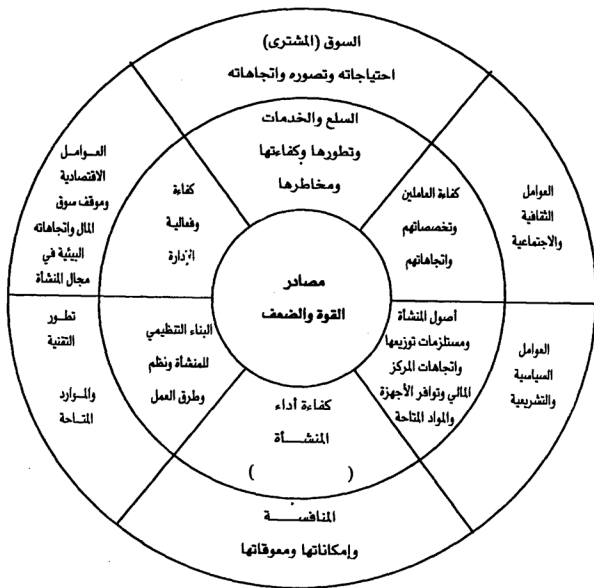 السوق (المشترى)
احتياجاته وتصوره واتجاهاته
السلع والخدمات
وتطورها وكفاءتها
ومخاطرها
العوامل
الثقافية
والاجتماعية
كفاءة العاملين
وتخصصاتهم
واتجاهاتهم
العوامل
الاقتصادية
وموقف سوق
المال واتجاهاته
البيئية في
مجال المنشأة
كفاءة
وفعالية
الإدارة
مصادر
القوة والضعف
أصول المنشأة
ومستلزمات توزيعها
واتجاهات المركز
المالي وتوافر الأجهزة
والمواد المتاحة
العوامل
السياسية
والتشريعية
البناء التنظيمي
للمنشأة ونظم
وطرق العمل
تطور
التقنية
والموارد
المتاحة
كفاءة أداء
المنشأة
( )
المنافسة
وإمكاناتها ومعوقاتها